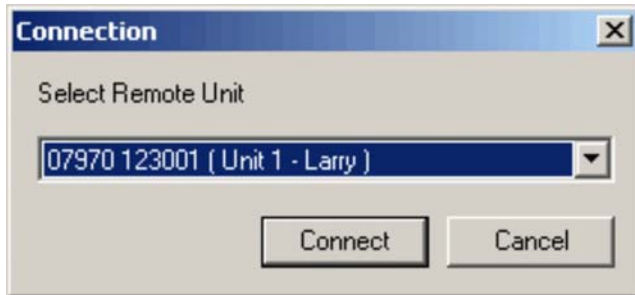 Connection
Select Remote Unit
07970 123001 ( Unit 1 - Larry )
Connect
Cancel